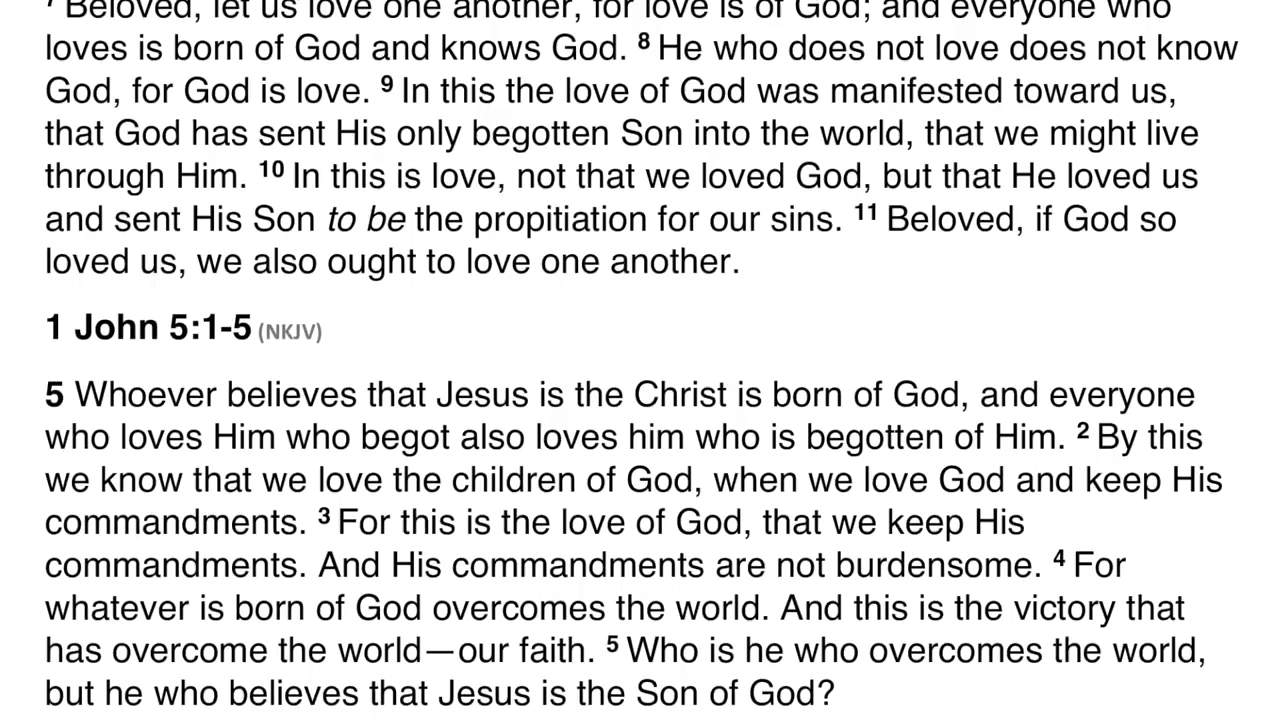 7 Beloved, let us love one another, for love is of God; and everyone who
loves is born of God and knows God. 8 He who does not love does not know
God, for God is love. 9 In this the love of God was manifested toward us,
that God has sent His only begotten Son into the world, that we might live
through Him. 10 In this is love, not that we loved God, but that He loved us
and sent His Son to be the propitiation for our sins. 11 Beloved, if God so
loved us, we also ought to love one another.
1 John 5:1-5 (NKJV)
5 Whoever believes that Jesus is the Christ is born of God, and everyone
who loves Him who begot also loves him who is begotten of Him. 2 By this
we know that we love the children of God, when we love God and keep His
commandments. 3 For this is the love of God, that we keep His
commandments. And His commandments are not burdensome. 4 For
whatever is born of God overcomes the world. And this is the victory that
has overcome the world—our faith. 5 Who is he who overcomes the world,
but he who believes that Jesus is the Son of God?